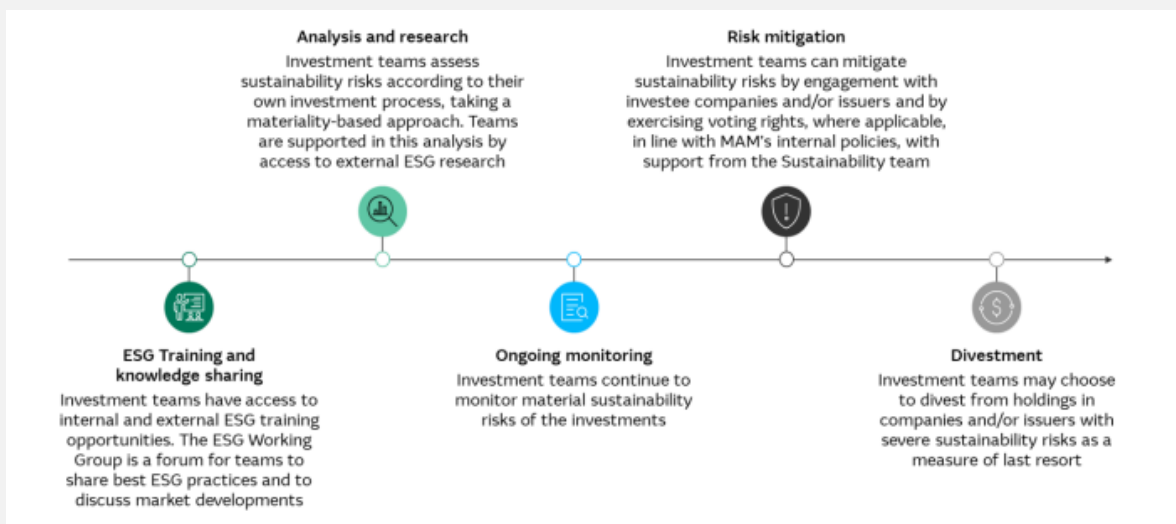 Analysis and research
Investment teams assess
sustainability risks according to their
own investment process, taking a
materiality-based approach. Teams
are supported in this analysis by
access to external ESG research
Risk mitigation
Investment teams can mitigate
sustainability risks by engagement with
investee companies and/or issuers and by
exercising voting rights, where applicable,
in line with MAM's internal policies, with
support from the Sustainability team
ESG Training and
knowledge sharing
Investment teams have access to
internal and external ESG training
opportunities. The ESG Working
Group is a forum for teams to
share best ESG practices and to
discuss market developments
Ongoing monitoring
Investment teams continue to
monitor material sustainability
risks of the investments
Divestment
Investment teams may choose
to divest from holdings in
companies and/or issuers with
severe sustainability risks as a
measure of last resort